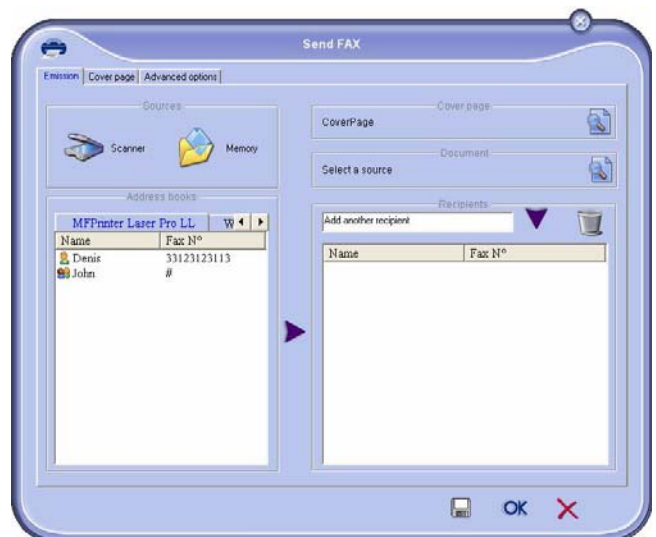 Send FAX
Emission Cover page Advanced options
Sources
Scanner Memory
Address books
MFPrinter Laser Pro LL W
Name Fax N°
Denis 33123123113
John #
Cover page
CoverPage
Document
Select a source
Recipients
Add another recipient
Name Fax N°
OK